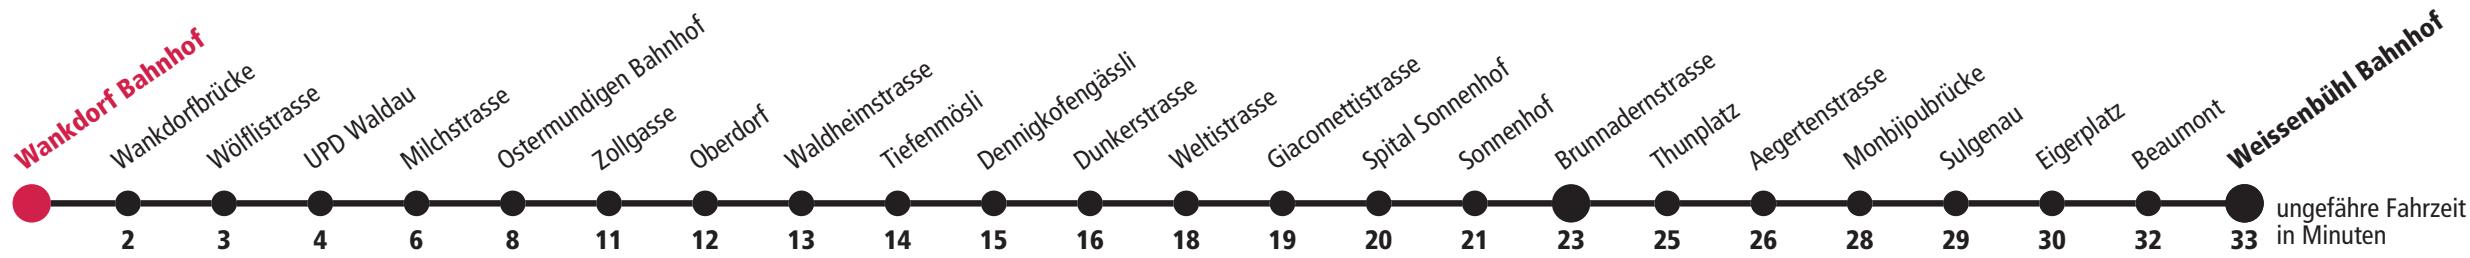 Wankdorf Bahnhof
Wankdorfbrücke
Wölflistrasse
UPD Waldau
Milchstrasse
Ostermundigen Bahnhof
Zollgasse
Oberdorf
Waldheimstrasse
Tiefenmösli
Dennigkofengässli
Dunkerstrasse
Weltistrasse
Giacomettistrasse
Spital Sonnenhof
Sonnenhof
Brunnadernstrasse
Thunplatz
Aegertenstrasse
Monbijoubrücke
Sulgenau
Eigerplatz
Beaumont
Weissenbühl Bahnhof
2 3 4 6 8 11 12 13 14 15 16 18 19 20 21 23 25 26 28 29 30 32 33
ungefähre Fahrzeit
in Minuten